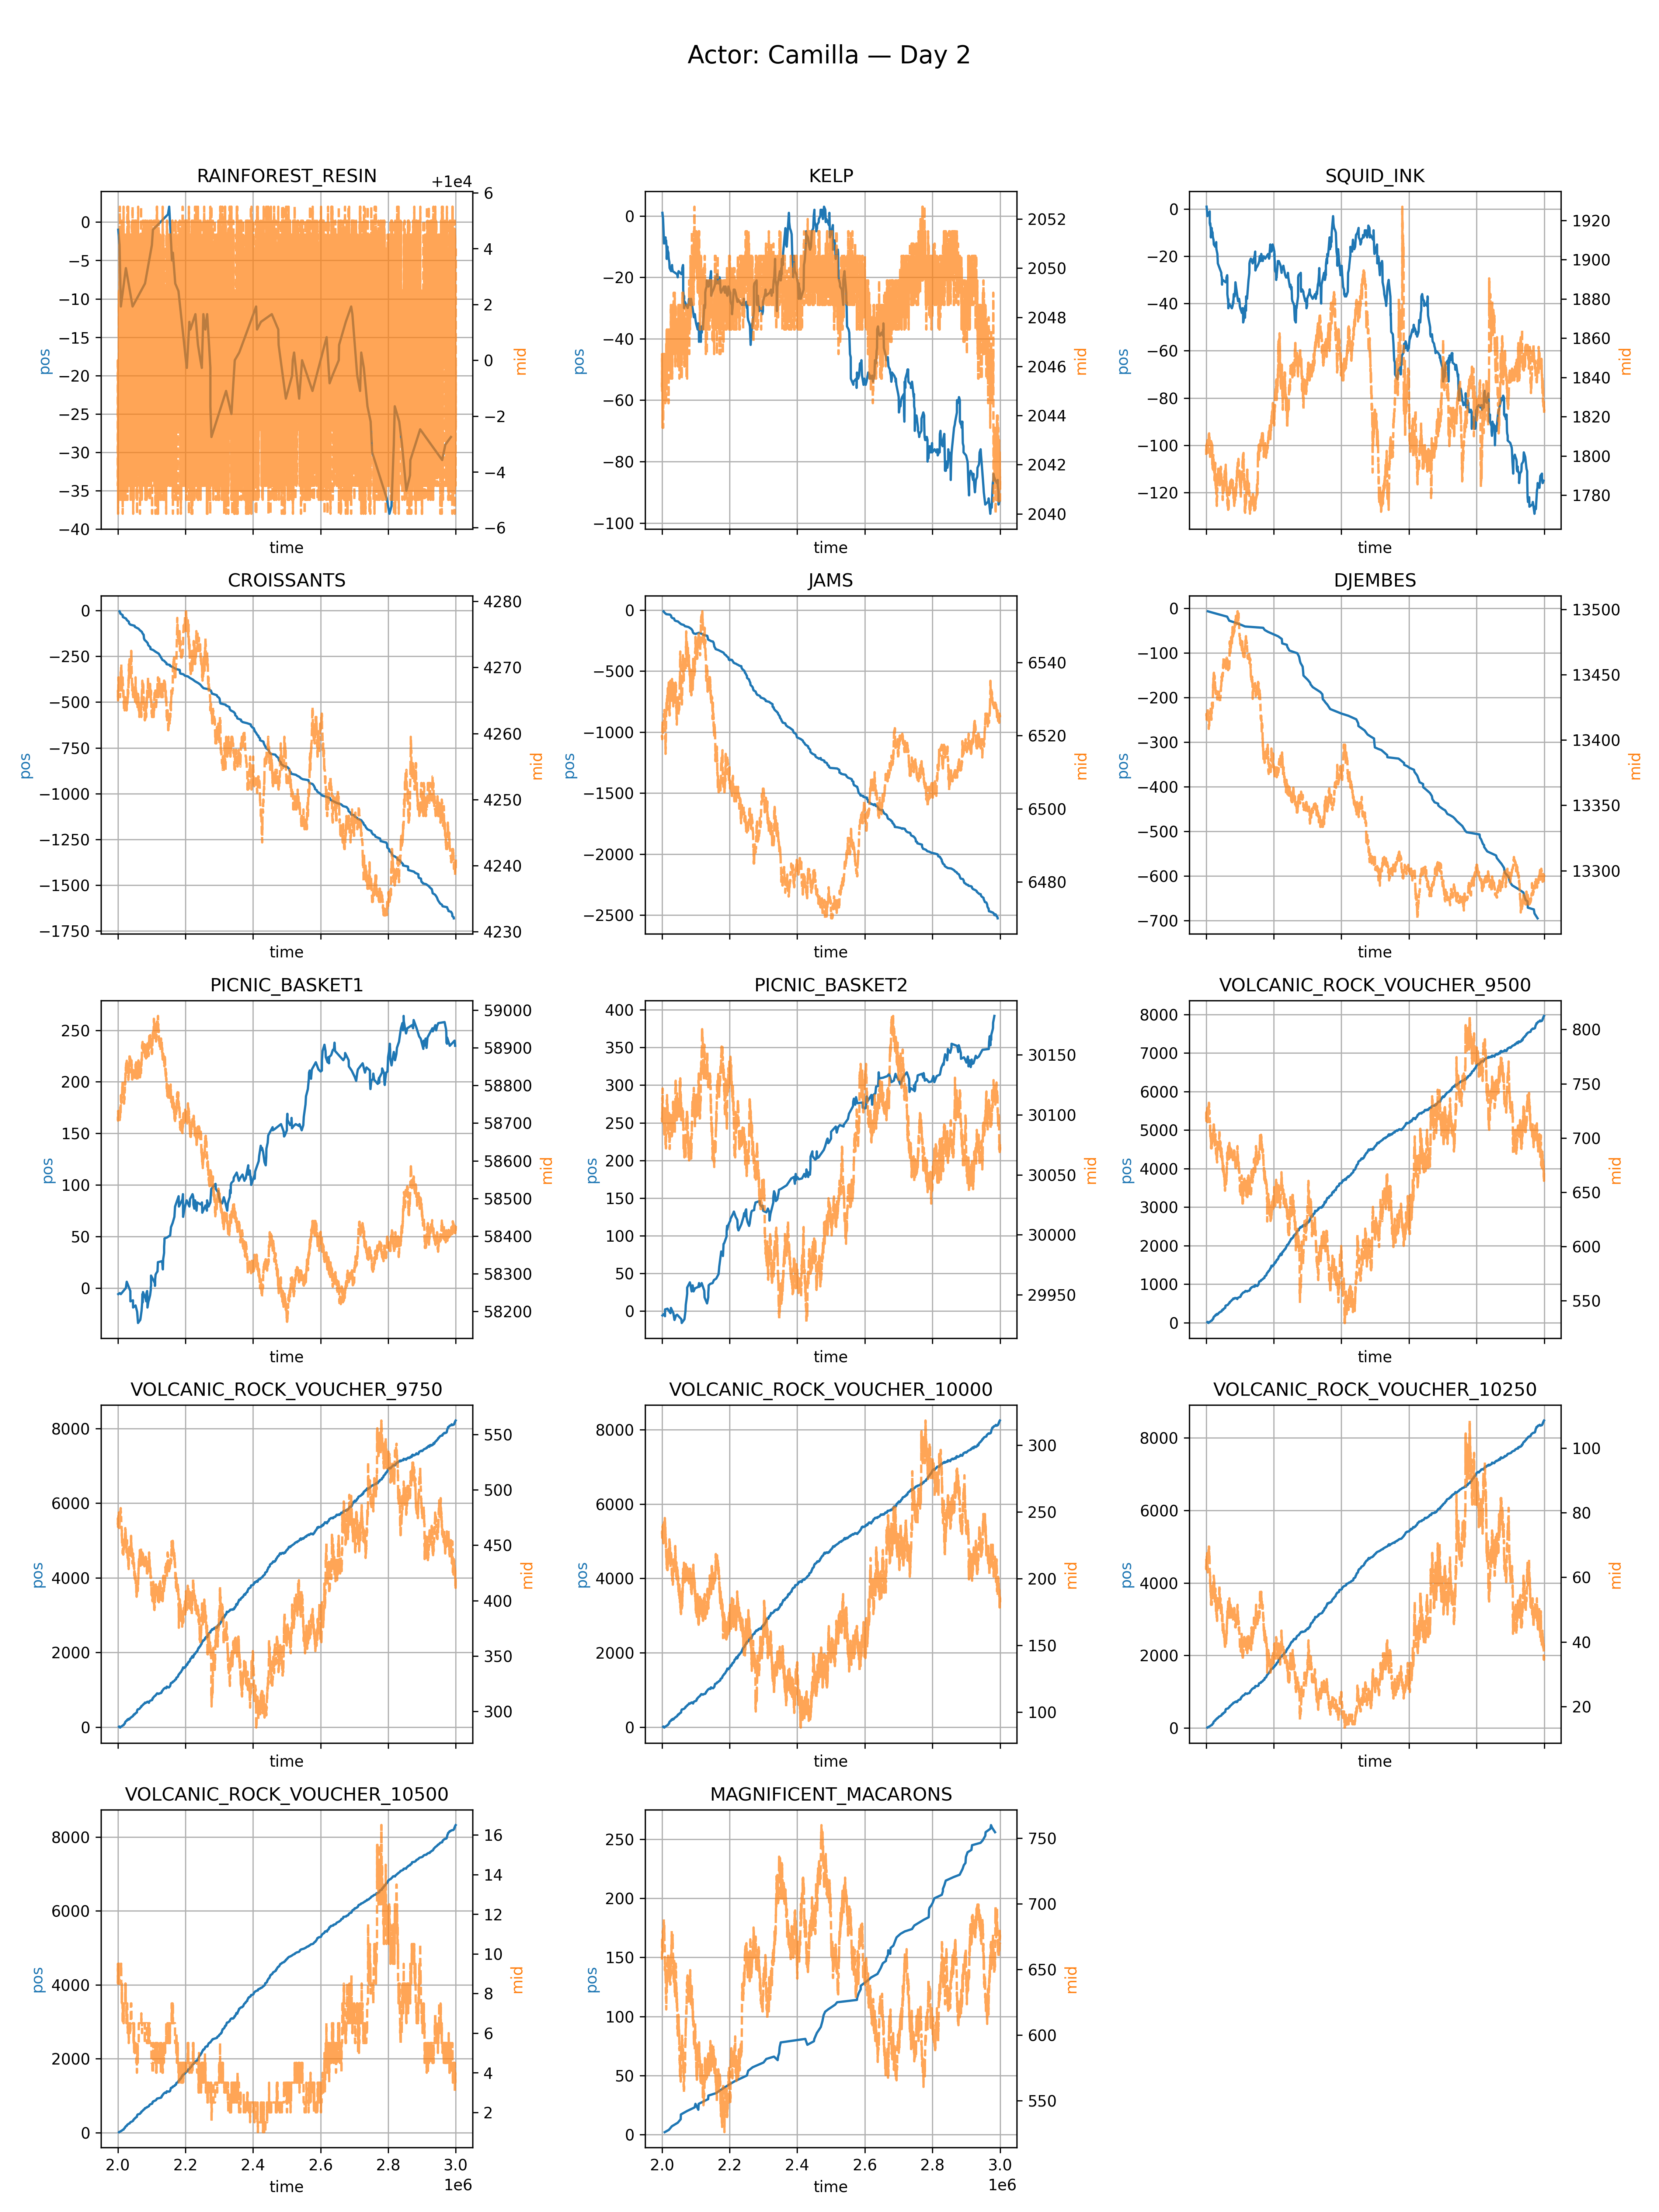 Actor: Camilla — Day 2
RAINFOREST_RESIN
+1e4
0
−5
−10
−15
−20
−25
−30
−35
−40
pos
6
4
2
0
−2
−4
−6
mid
time
KELP
0
−20
−40
−60
−80
−100
pos
2052
2050
2048
2046
2044
2042
2040
mid
time
SQUID_INK
0
−20
−40
−60
−80
−100
−120
pos
1920
1900
1880
1860
1840
1820
1800
1780
mid
time
CROISSANTS
0
−250
−500
−750
−1000
−1250
−1500
−1750
pos
4280
4270
4260
4250
4240
4230
mid
time
JAMS
0
−500
−1000
−1500
−2000
−2500
pos
6540
6520
6500
6480
mid
time
DJEMBES
0
−100
−200
−300
−400
−500
−600
−700
pos
13500
13450
13400
13350
13300
mid
time
PICNIC_BASKET1
250
200
150
100
50
0
pos
59000
58900
58800
58700
58600
58500
58400
58300
58200
mid
time
PICNIC_BASKET2
400
350
300
250
200
150
100
50
0
pos
30150
30100
30050
30000
29950
mid
time
VOLCANIC_ROCK_VOUCHER_9500
8000
7000
6000
5000
4000
3000
2000
1000
0
pos
800
750
700
650
600
550
mid
time
VOLCANIC_ROCK_VOUCHER_9750
8000
6000
4000
2000
0
pos
550
500
450
400
350
300
mid
time
VOLCANIC_ROCK_VOUCHER_10000
8000
6000
4000
2000
0
pos
300
250
200
150
100
mid
time
VOLCANIC_ROCK_VOUCHER_10250
8000
6000
4000
2000
0
pos
100
80
60
40
20
mid
time
VOLCANIC_ROCK_VOUCHER_10500
8000
6000
4000
2000
0
pos
16
14
12
10
8
6
4
2
mid
2.0 2.2 2.4 2.6 2.8 3.0
time
1e6
MAGNIFICENT_MACARONS
250
200
150
100
50
0
pos
750
700
650
600
550
mid
2.0 2.2 2.4 2.6 2.8 3.0
time
1e6